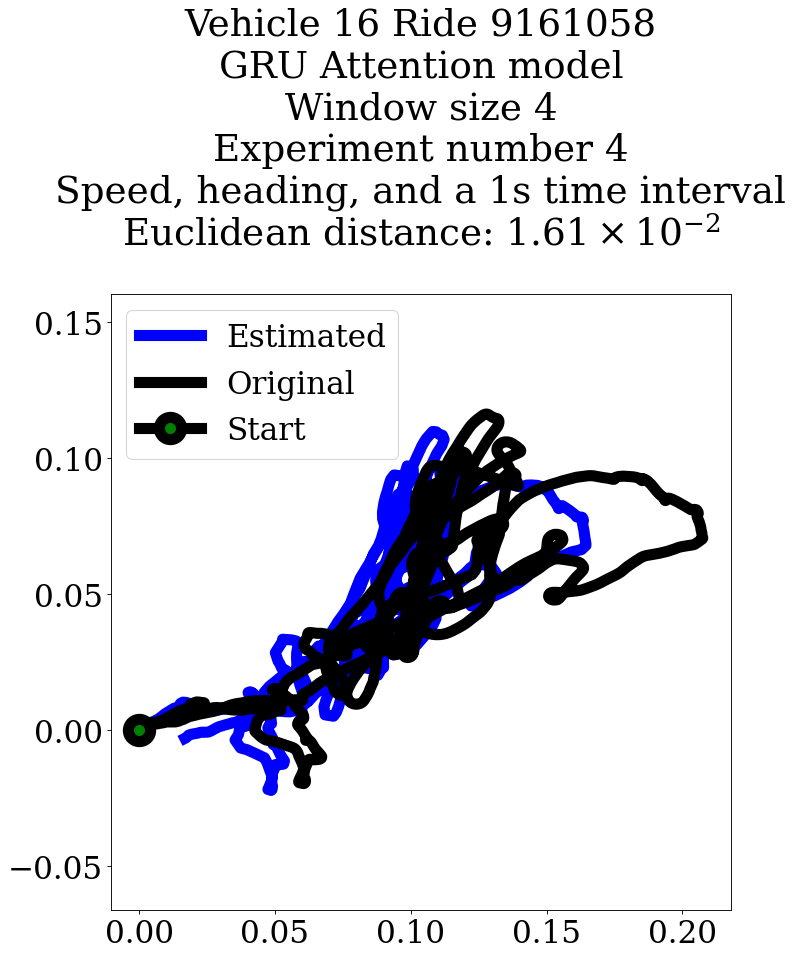 Vehicle 16 Ride 9161058
GRU Attention model
Window size 4
Experiment number 4
Speed, heading, and a 1s time interval
Euclidean distance: 1.61 × 10⁻²
0.15
0.10
0.05
0.00
−0.05
Estimated
Original
Start
0.00 0.05 0.10 0.15 0.20